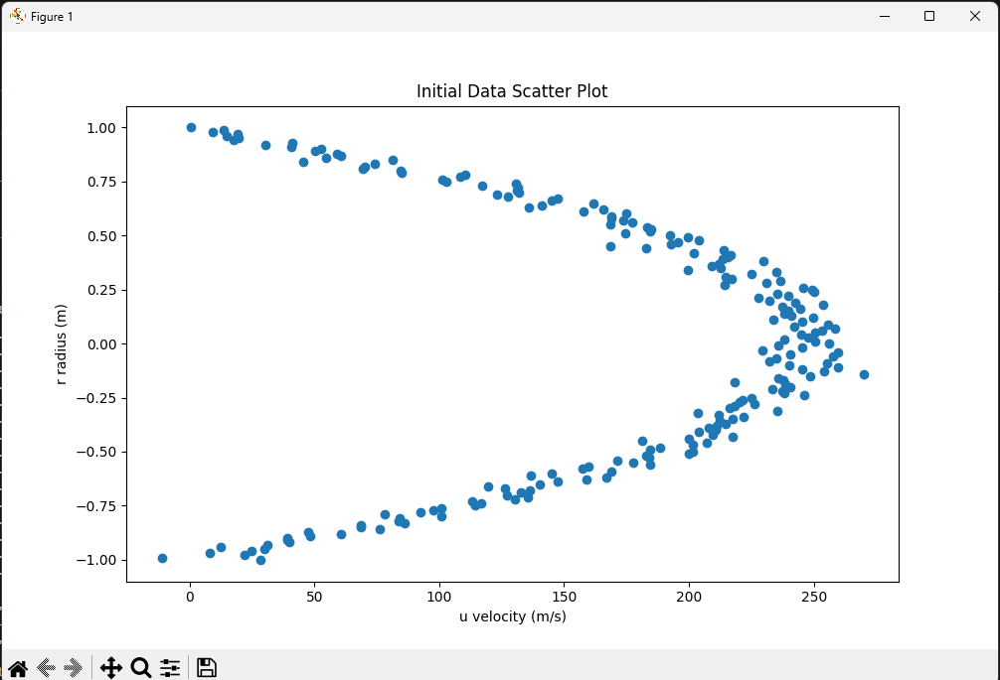 Figure 1
Initial Data Scatter Plot
1.00
0.75
0.50
0.25
0.00
−0.25
−0.50
−0.75
−1.00
r radius (m)
0 50 100 150 200 250
u velocity (m/s)